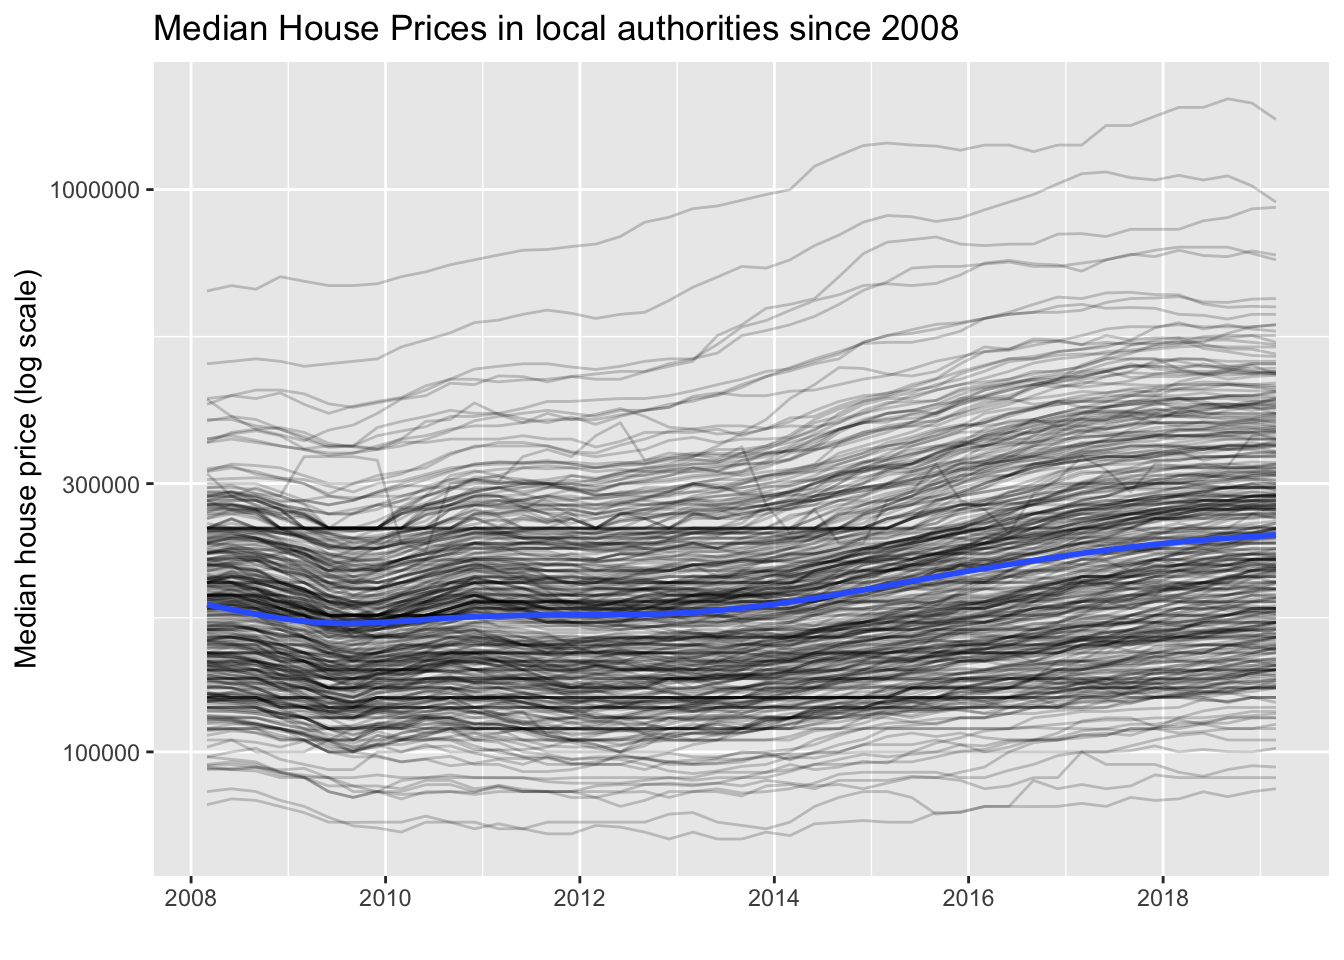 Median House Prices in local authorities since 2008
Median house price (log scale)
1000000
300000
100000
2008 2010 2012 2014 2016 2018